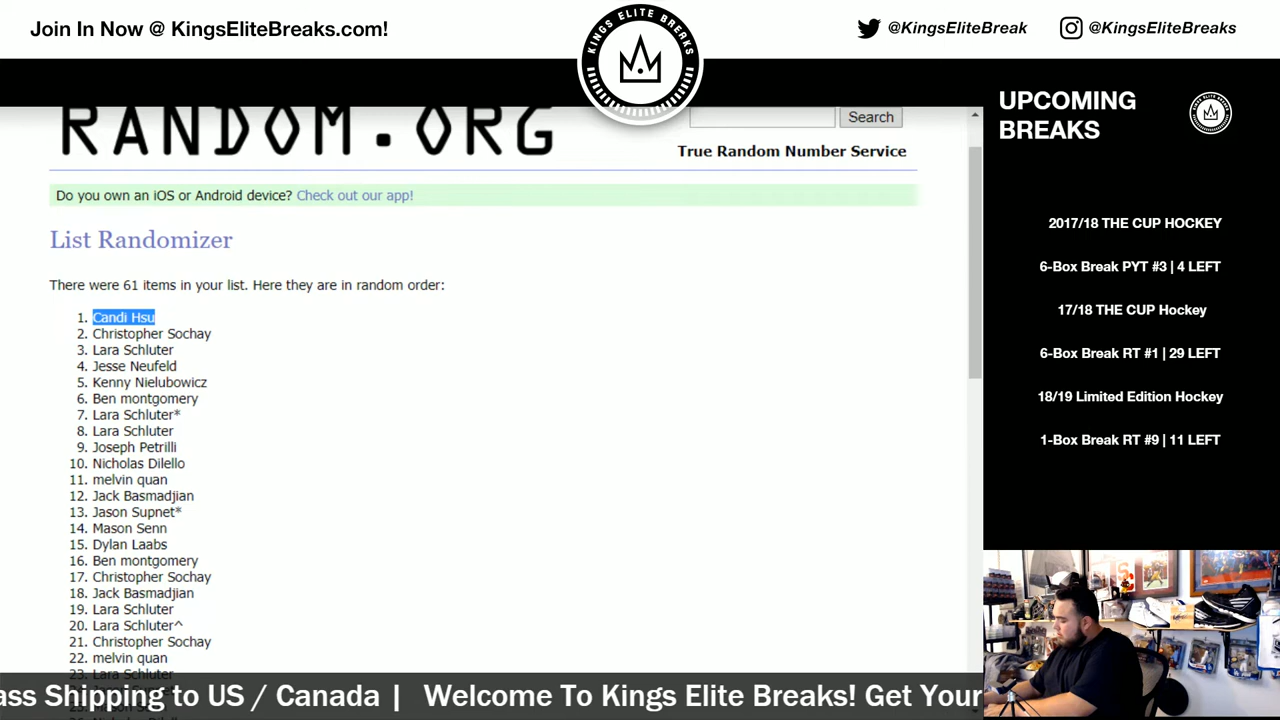 Join In Now @ KingsEliteBreaks.com!
KINGS ELITE BREAKS
@KingsEliteBreak
@KingsEliteBreaks
RANDOM.ORG
Search
True Random Number Service
Do you own an iOS or Android device? Check out our app!
List Randomizer
There were 61 items in your list. Here they are in random order:
1. Candi Hsu
2. Christopher Sochay
3. Lara Schluter
4. Jesse Neufeld
5. Kenny Nielubowicz
6. Ben montgomery
7. Lara Schluter*
8. Lara Schluter
9. Joseph Petrilli
10. Nicholas Dilello
11. melvin quan
12. Jack Basmadjian
13. Jason Supnet*
14. Mason Senn
15. Dylan Laabs
16. Ben montgomery
17. Christopher Sochay
18. Jack Basmadjian
19. Lara Schluter
20. Lara Schluter^
21. Christopher Sochay
22. melvin quan
23. Lara Schluter
UPCOMING
BREAKS
2017/18 THE CUP HOCKEY
6-Box Break PYT #3 | 4 LEFT
17/18 THE CUP Hockey
6-Box Break RT #1 | 29 LEFT
18/19 Limited Edition Hockey
1-Box Break RT #9 | 11 LEFT
ass Shipping to US / Canada | Welcome To Kings Elite Breaks! Get Your